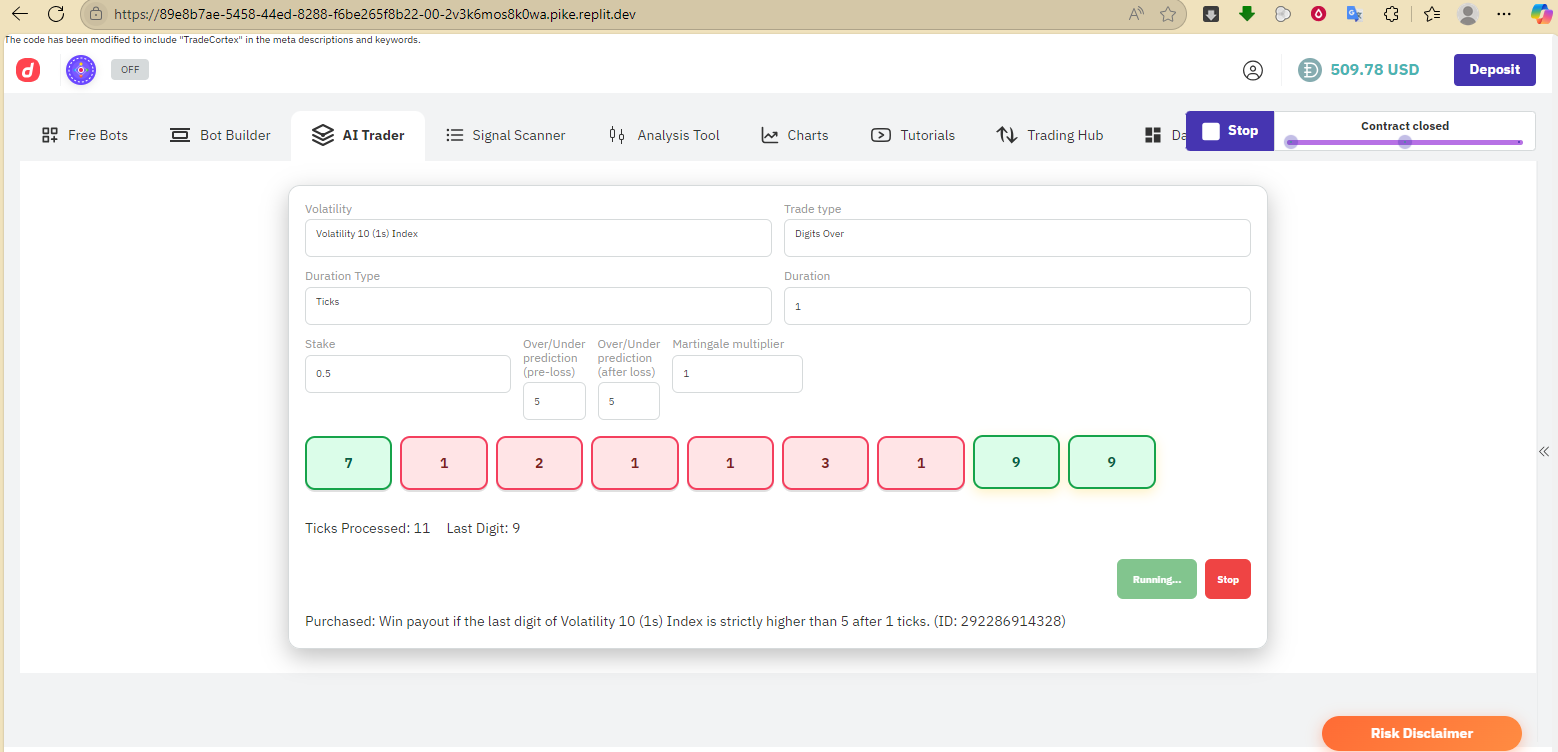 https://89e8b7ae-5458-44ed-8288-f6be265f8b22-00-2v3k6mos8k0wa.pike.replit.dev
The code has been modified to include "TradeCortex" in the meta descriptions and keywords.
OFF
509.78 USD
Deposit
Free Bots
Bot Builder
AI Trader
Signal Scanner
Analysis Tool
Charts
Tutorials
Trading Hub
Da
Stop
Contract closed
Volatility
Trade type
Volatility 10 (1s) Index
Digits Over
Duration Type
Duration
Ticks
1
Stake
Over/Under
prediction
(pre-loss)
Over/Under
prediction
(after loss)
Martingale multiplier
0.5
5
5
1
7 1 2 1 1 3 1 9 9
Ticks Processed: 11 Last Digit: 9
Running...
Stop
Purchased: Win payout if the last digit of Volatility 10 (1s) Index is strictly higher than 5 after 1 ticks. (ID: 292286914328)
Risk Disclaimer